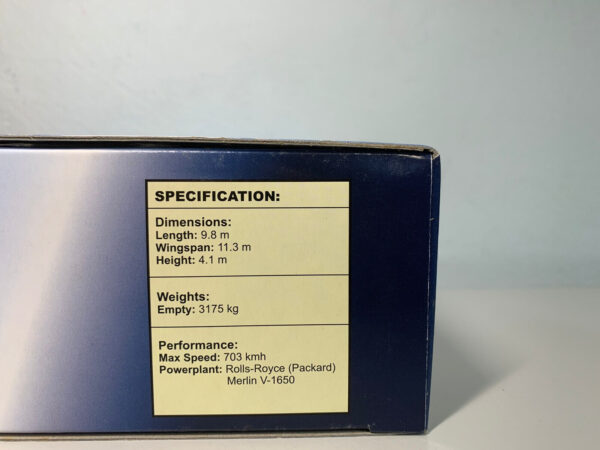 SPECIFICATION:
Dimensions:
Length: 9.8 m
Wingspan: 11.3 m
Height: 4.1 m
Weights:
Empty: 3175 kg
Performance:
Max Speed: 703 kmh
Powerplant: Rolls-Royce (Packard)
Merlin V-1650